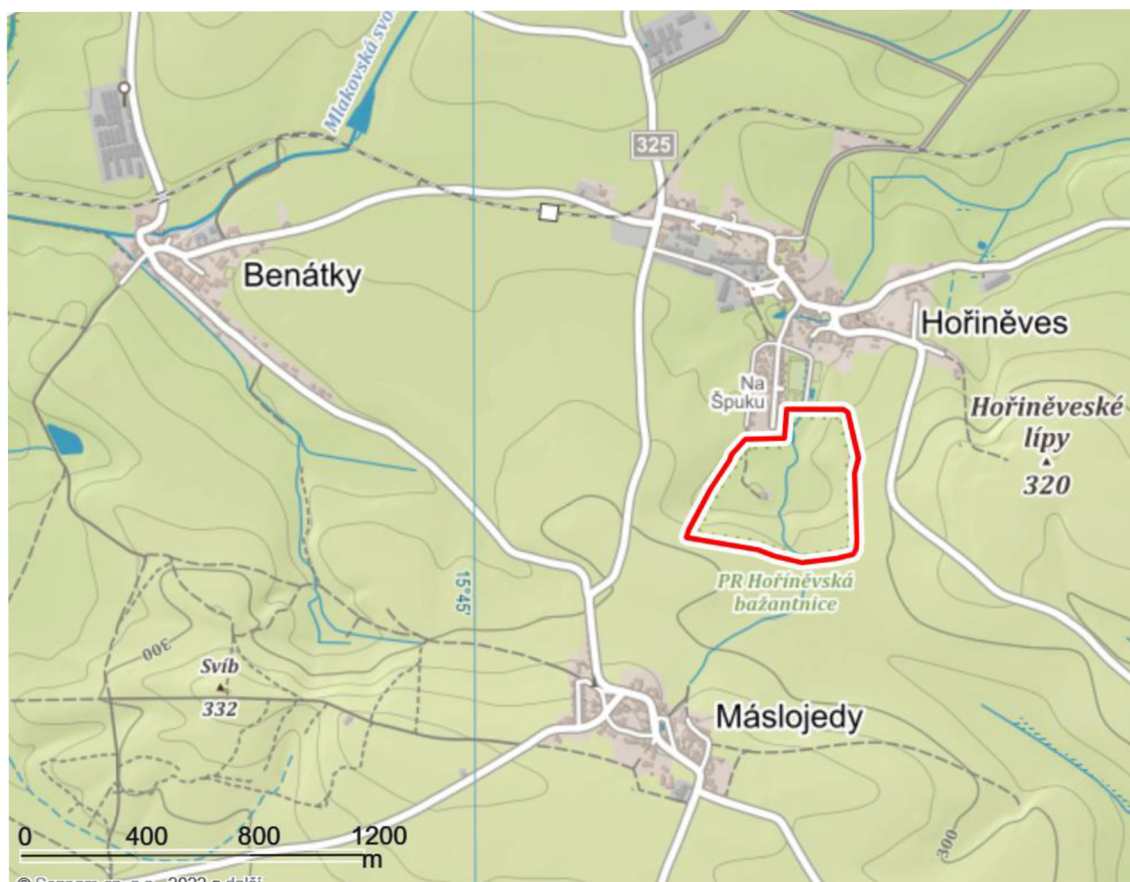 Mlakovská svo
325
Benátky
Hořiněves
Na
Špuku
Hořiněveské
lípy
320
15°45'
PR Hořiněvská
bažantnice
300
Svíb
332
Máslojedy
300
0 400 800 1200
m